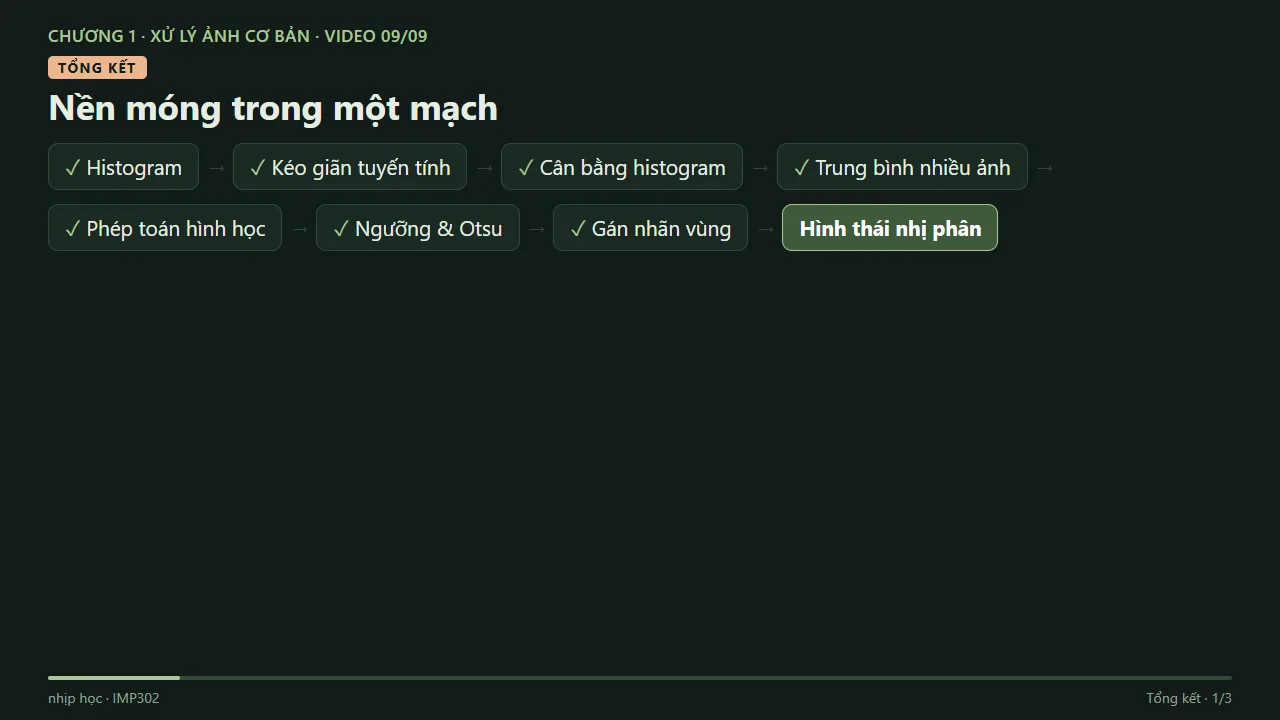 CHƯƠNG 1 · XỬ LÝ ẢNH CƠ BẢN · VIDEO 09/09
TỔNG KẾT
Nền móng trong một mạch
✓ Histogram → ✓ Kéo giãn tuyến tính → ✓ Cân bằng histogram → ✓ Trung bình nhiều ảnh →
✓ Phép toán hình học → ✓ Ngưỡng & Otsu → ✓ Gán nhãn vùng → Hình thái nhị phân
nhịp học · IMP302
Tổng kết · 1/3